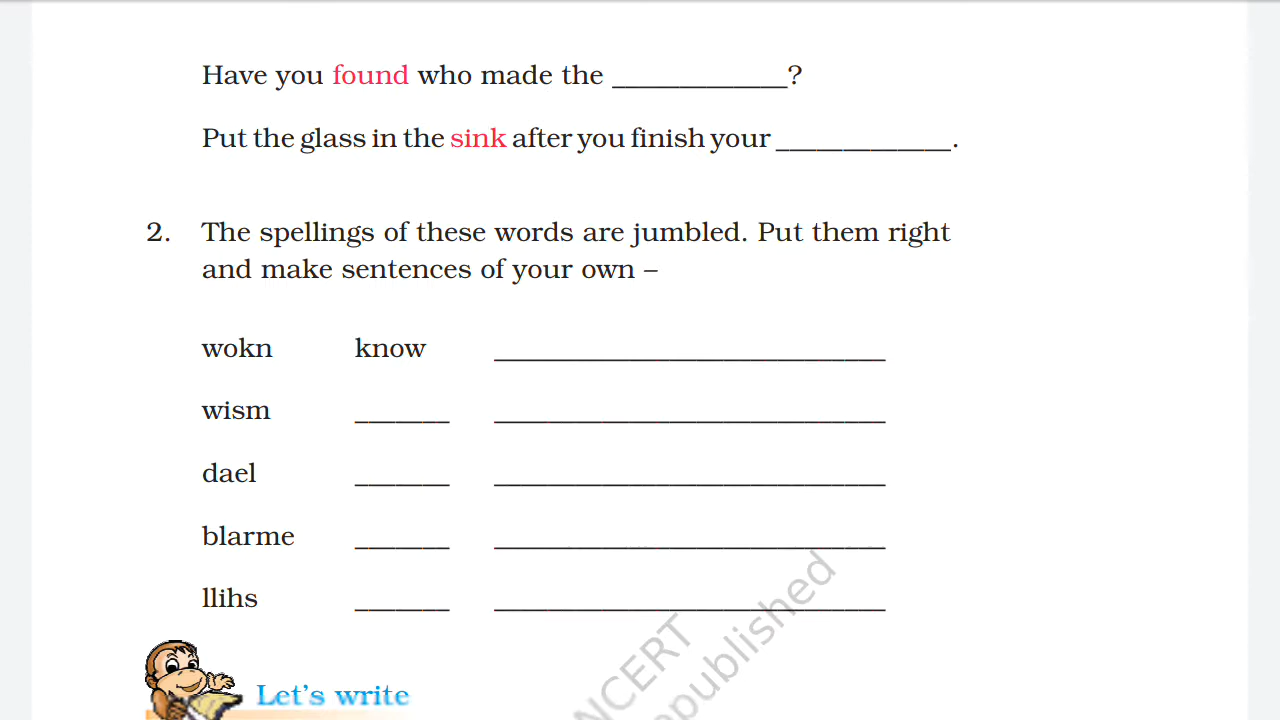 Have you found who made the ____________?
Put the glass in the sink after you finish your ____________.
2. The spellings of these words are jumbled. Put them right
and make sentences of your own –
wokn know ____________________________
wism _______ ____________________________
dael _______ ____________________________
blarme _______ ____________________________
llihs _______ ____________________________
Let's write
NCERT